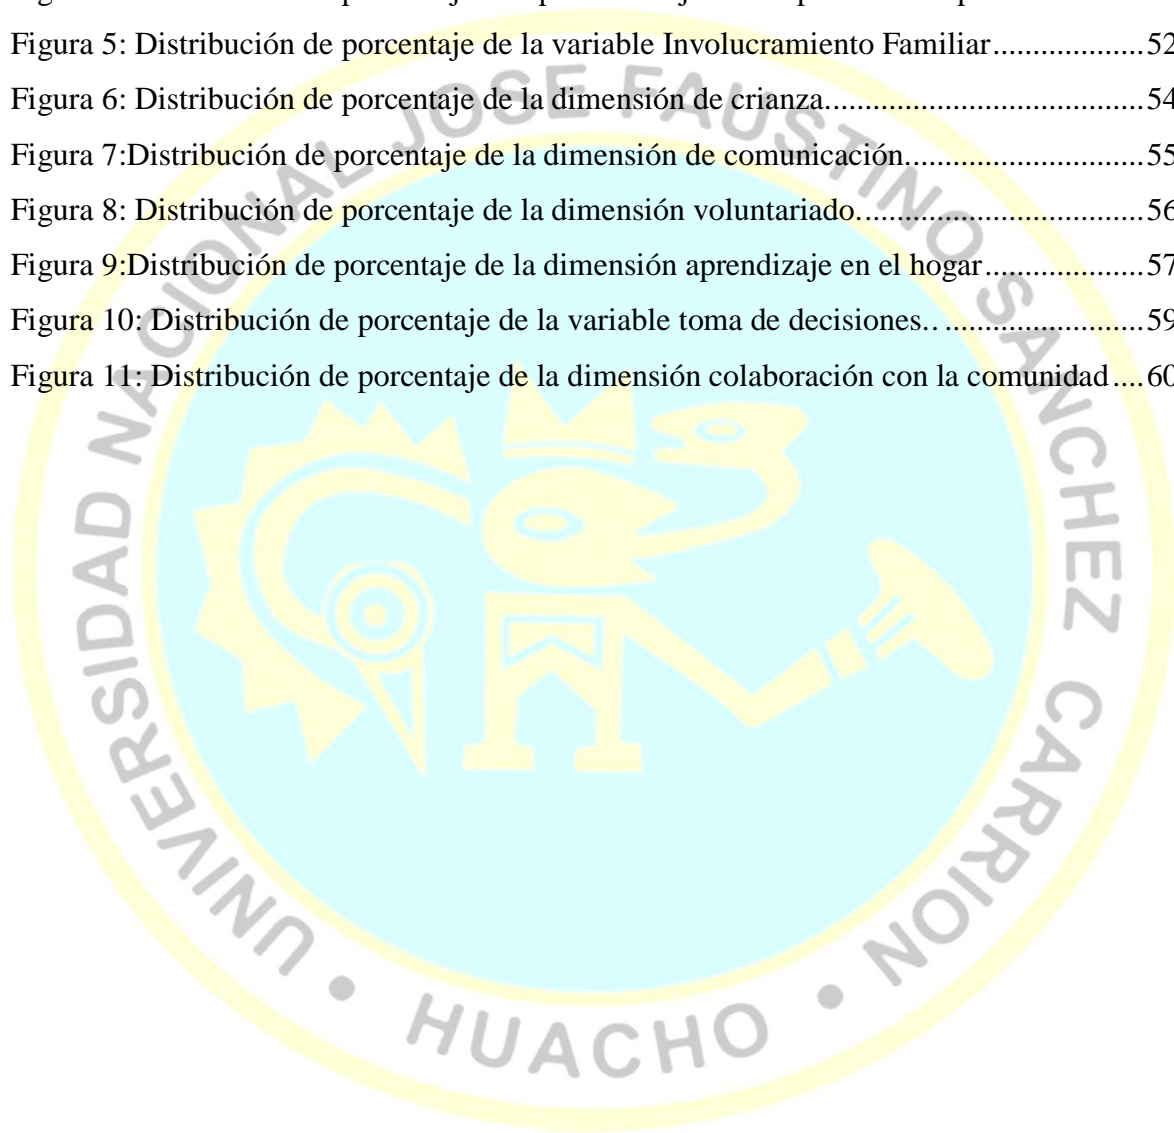 Figura 5: Distribución de porcentaje de la variable Involucramiento Familiar..................52
Figura 6: Distribución de porcentaje de la dimensión de crianza.......................................54
Figura 7:Distribución de porcentaje de la dimensión de comunicación.............................55
Figura 8: Distribución de porcentaje de la dimensión voluntariado...................................56
Figura 9:Distribución de porcentaje de la dimensión aprendizaje en el hogar...................57
Figura 10: Distribución de porcentaje de la variable toma de decisiones.. .......................59
Figura 11: Distribución de porcentaje de la dimensión colaboración con la comunidad....60
UNIVERSIDAD NACIONAL JOSE FAUSTINO SANCHEZ CARRION
• HUACHO •